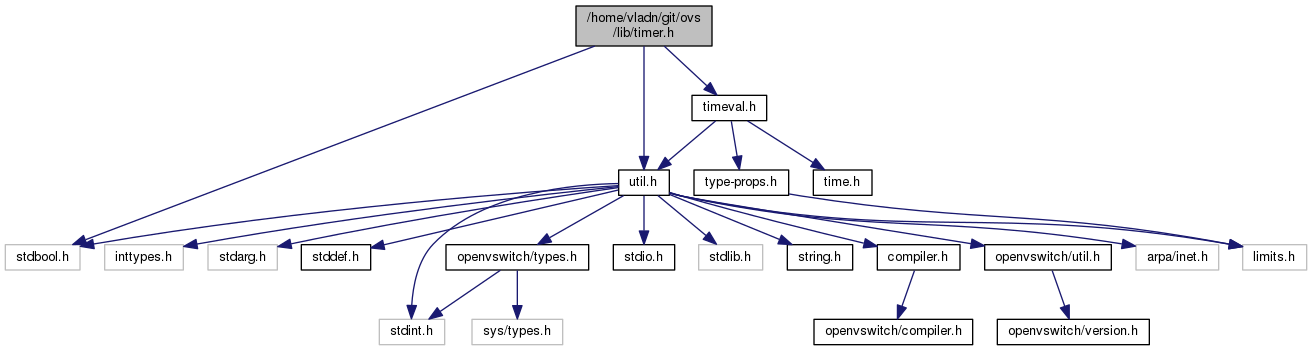 /home/vladn/git/ovs
/lib/timer.h
timeval.h
util.h
type-props.h
time.h
stdbool.h
inttypes.h
stdarg.h
stddef.h
openvswitch/types.h
stdio.h
stdlib.h
string.h
compiler.h
openvswitch/util.h
arpa/inet.h
limits.h
stdint.h
sys/types.h
openvswitch/compiler.h
openvswitch/version.h